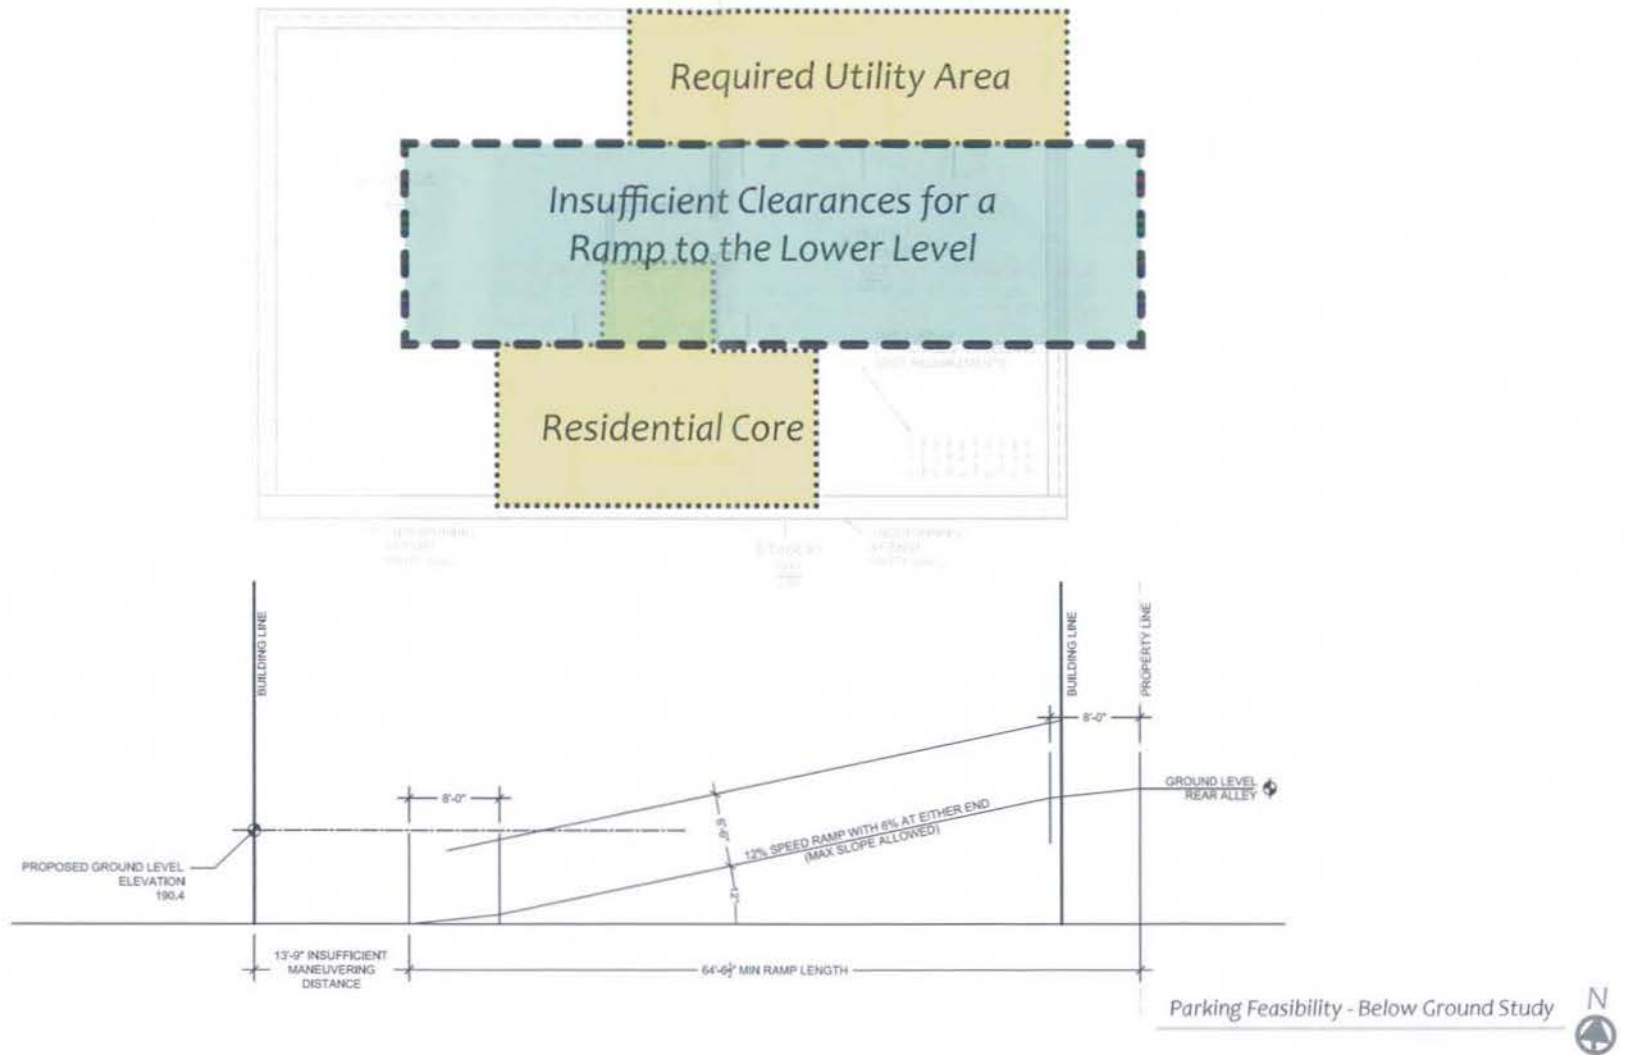 Required Utility Area
Insufficient Clearances for a
Ramp to the Lower Level
Residential Core
BUILDING LINE
BUILDING LINE
PROPERTY LINE
8'-0"
8'-0"
GROUND LEVEL
REAR ALLEY
12% SPEED RAMP WITH 6% AT EITHER END
(MAX SLOPE ALLOWED)
PROPOSED GROUND LEVEL
ELEVATION
190.4
13'-9" INSUFFICIENT
MANEUVERING
DISTANCE
MIN RAMP LENGTH
Parking Feasibility - Below Ground Study
N